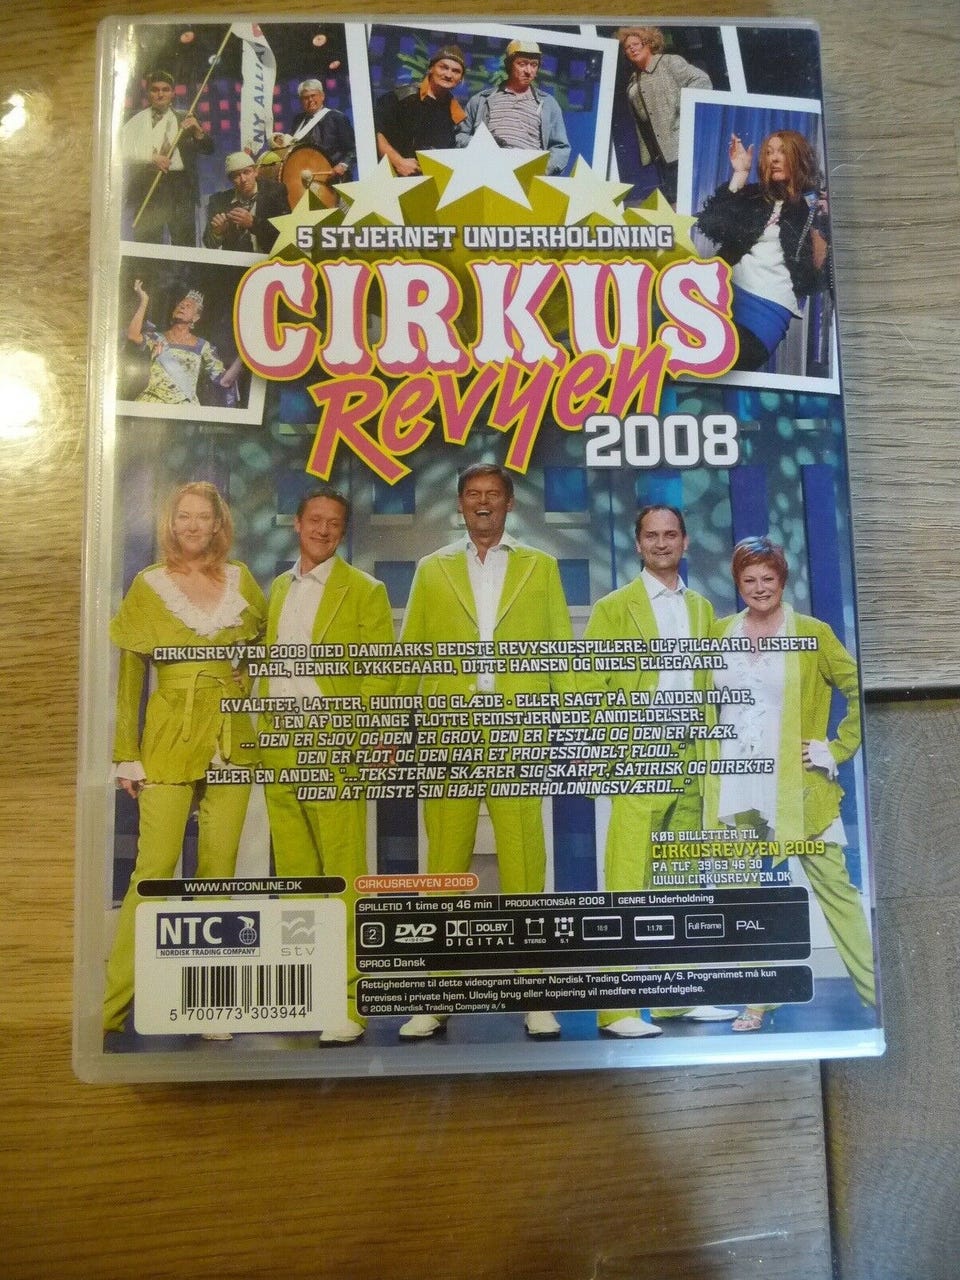 NY ALLIA
5 STJERNET UNDERHOLDNING
CIRKUS
REVYEN
2008
CIRKUSREVYEN 2008 MED DANMARKS BEDSTE REVYSKUESPILLERE: ULF PILGAARD, LISBETH
DAHL, HENRIK LYKKEGAARD, DITTE HANSEN OG NIELS ELLEGAARD.
KVALITET, LATTER, HUMOR OG GLÆDE - ELLER SAGT PÅ EN ANDEN MÅDE,
I EN AF DE MANGE FLOTTE FEMSTJERNEDE ANMELDELSER:
... DEN ER SJOV OG DEN ER GROV. DEN ER FESTLIG OG DEN ER FRÆK.
DEN ER FLOT OG DEN HAR ET PROFESSIONELT FLOW.."
ELLER EN ANDEN: "...TEKSTERNE SKÆRER SIG SKARPT, SATIRISK OG DIREKTE
UDEN AT MISTE SIN HØJE UNDERHOLDNINGSVÆRDI..."
KØB BILLETTER TIL
CIRKUSREVYEN 2009
PÅ TLF. 39 63 46 30
WWW.CIRKUSREVYEN.DK
WWW.NTCONLINE.DK
CIRKUSREVYEN 2008
SPILLETID 1 time og 46 min PRODUKTIONSÅR 2008 GENRE Underholdning
NTC
NORDISK TRADING COMPANY
stv
2 DVD VIDEO DOLBY DIGITAL STEREO 5.1 16:9 1:1.78 Full Frame PAL
SPROG Dansk
Rettighederne til dette videogram tilhører Nordisk Trading Company A/S. Programmet må kun
forevises i private hjem. Ulovlig brug eller kopiering vil medføre retsforfølgelse.
© 2008 Nordisk Trading Company a/s
5 700773 303944